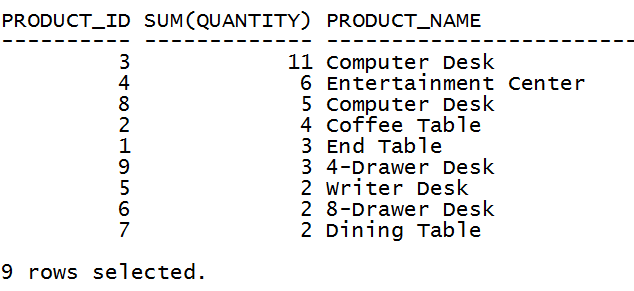 PRODUCT_ID SUM(QUANTITY) PRODUCT_NAME
---------- ------------- -------------------------
3 11 Computer Desk
4 6 Entertainment Center
8 5 Computer Desk
2 4 Coffee Table
1 3 End Table
9 3 4-Drawer Desk
5 2 Writer Desk
6 2 8-Drawer Desk
7 2 Dining Table
9 rows selected.